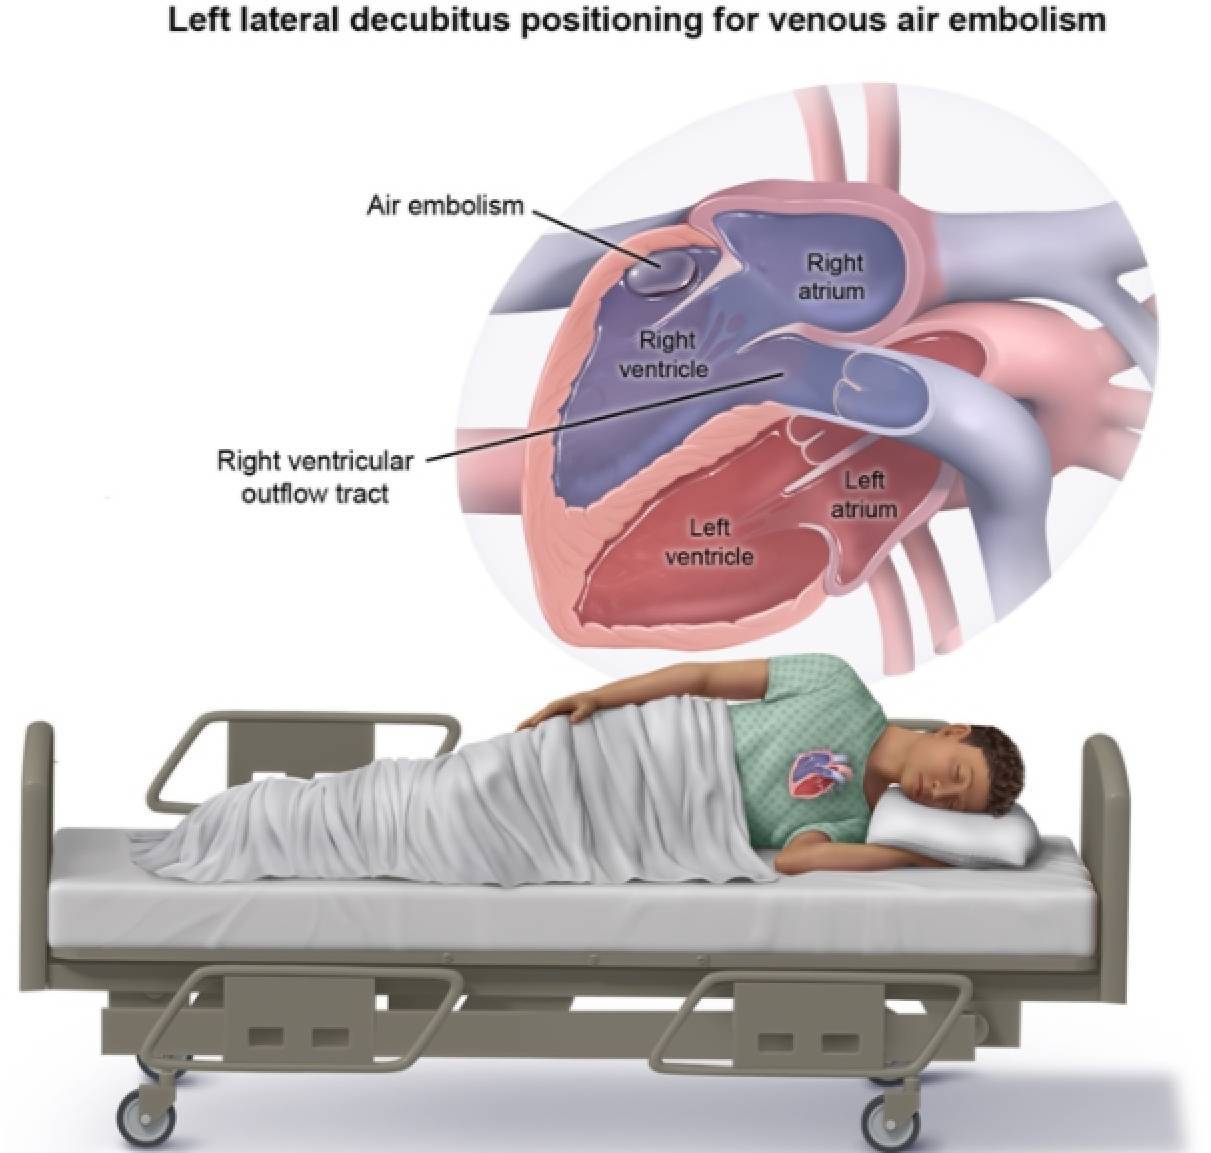 Left lateral decubitus positioning for venous air embolism
Air embolism
Right
atrium
Right
ventricle
Right ventricular
outflow tract
Left
atrium
Left
ventricle